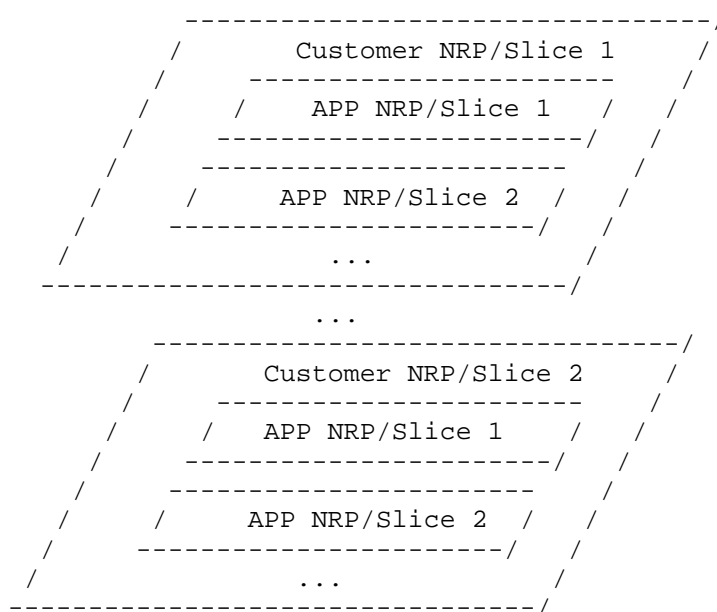 Customer NRP/Slice 1
APP NRP/Slice 1
APP NRP/Slice 2
...
...
Customer NRP/Slice 2
APP NRP/Slice 1
APP NRP/Slice 2
...